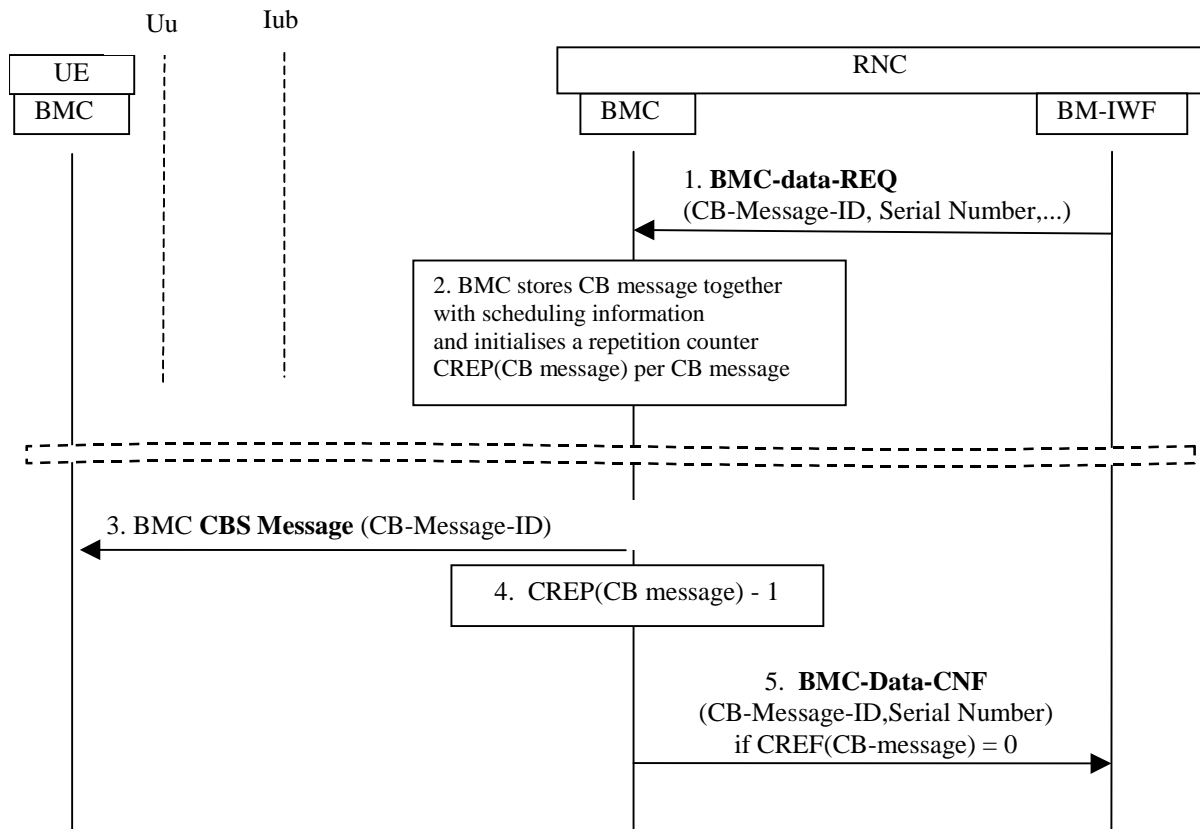 Uu
Iub
UE
RNC
BMC
BMC
BM-IWF
1. BMC-data-REQ
(CB-Message-ID, Serial Number,...)
2. BMC stores CB message together
with scheduling information
and initialises a repetition counter
CREP(CB message) per CB message
3. BMC CBS Message (CB-Message-ID)
4. CREP(CB message) - 1
5. BMC-Data-CNF
(CB-Message-ID,Serial Number)
if CREF(CB-message) = 0